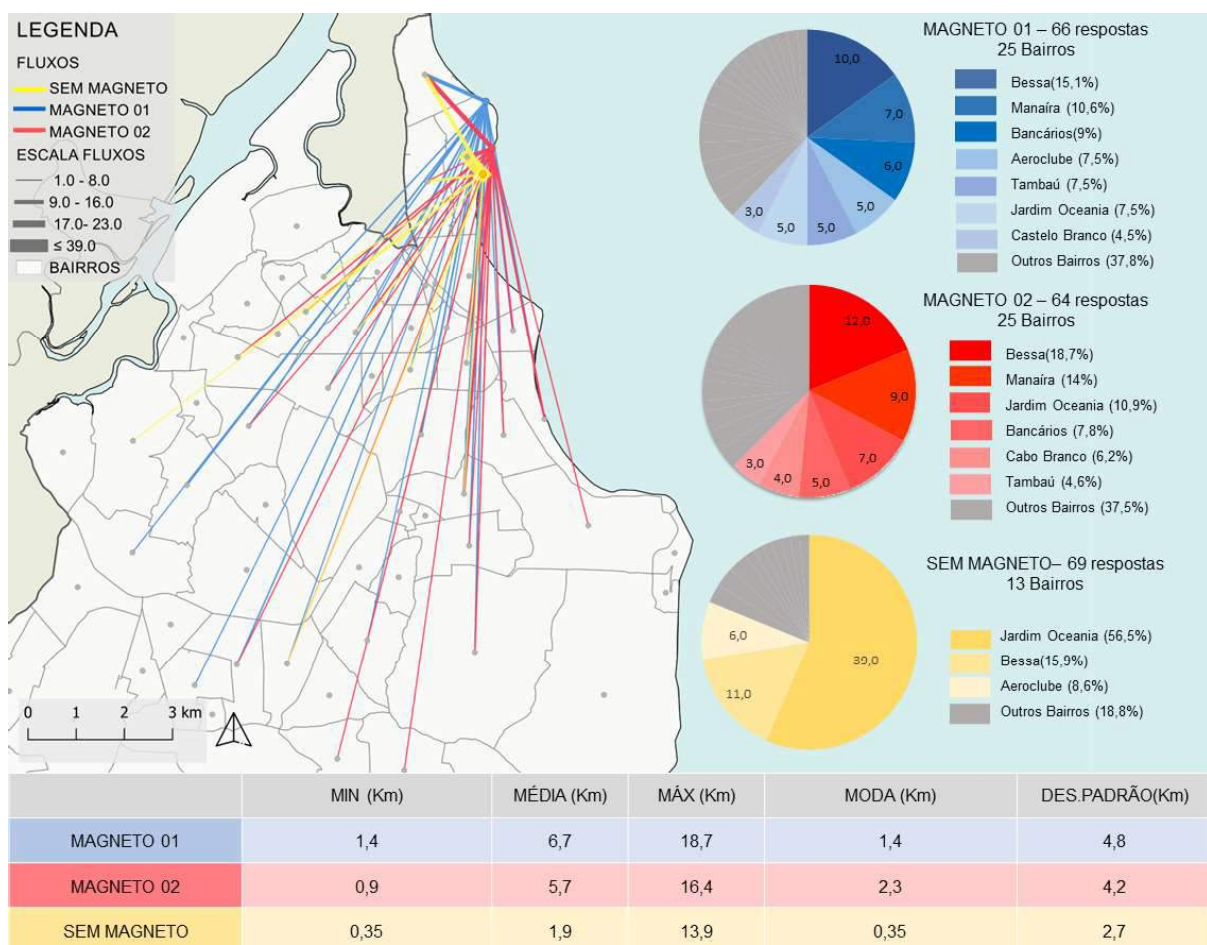 LEGENDA
FLUXOS
SEM MAGNETO
MAGNETO 01
MAGNETO 02
ESCALA FLUXOS
1.0 - 8.0
9.0 - 16.0
17.0- 23.0
≤ 39.0
BAIRROS
0 1 2 3 km
MAGNETO 01 – 66 respostas
25 Bairros
10,0
7,0
6,0
5,0
5,0
5,0
3,0
Bessa(15,1%)
Manaíra (10,6%)
Bancários(9%)
Aeroclube (7,5%)
Tambaú (7,5%)
Jardim Oceania (7,5%)
Castelo Branco (4,5%)
Outros Bairros (37,8%)
MAGNETO 02 – 64 respostas
25 Bairros
12,0
9,0
7,0
5,0
4,0
3,0
Bessa(18,7%)
Manaíra (14%)
Jardim Oceania (10,9%)
Bancários (7,8%)
Cabo Branco (6,2%)
Tambaú (4,6%)
Outros Bairros (37,5%)
SEM MAGNETO– 69 respostas
13 Bairros
39,0
11,0
6,0
Jardim Oceania (56,5%)
Bessa(15,9%)
Aeroclube (8,6%)
Outros Bairros (18,8%)
MIN (Km) MÉDIA (Km) MÁX (Km) MODA (Km) DES.PADRÃO(Km)
MAGNETO 01 1,4 6,7 18,7 1,4 4,8
MAGNETO 02 0,9 5,7 16,4 2,3 4,2
SEM MAGNETO 0,35 1,9 13,9 0,35 2,7